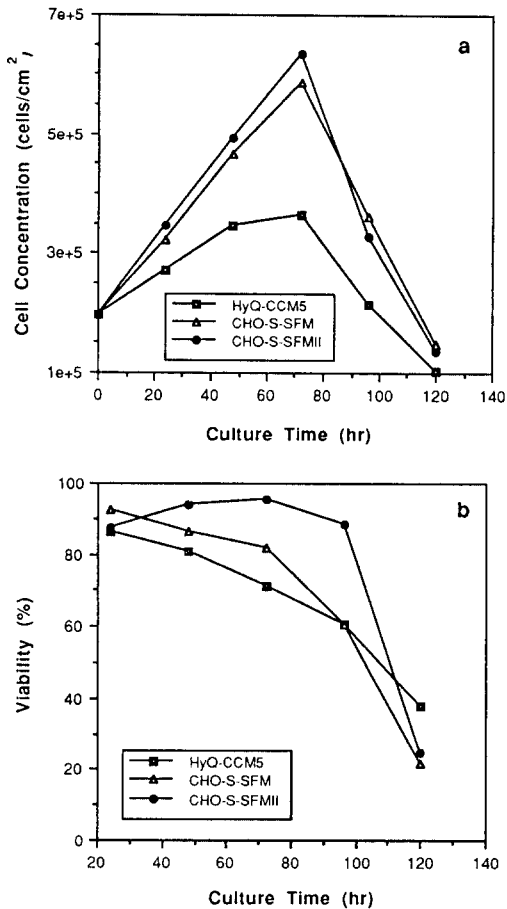 a
7e+5
5e+5
3e+5
1e+5
Cell Concentration (cells/cm²)
HyQ-CCM5
CHO-S-SFM
CHO-S-SFMII
0 20 40 60 80 100 120 140
Culture Time (hr)
b
100
80
60
40
20
0
Viability (%)
HyQ-CCM5
CHO-S-SFM
CHO-S-SFMII
20 40 60 80 100 120 140
Culture Time (hr)